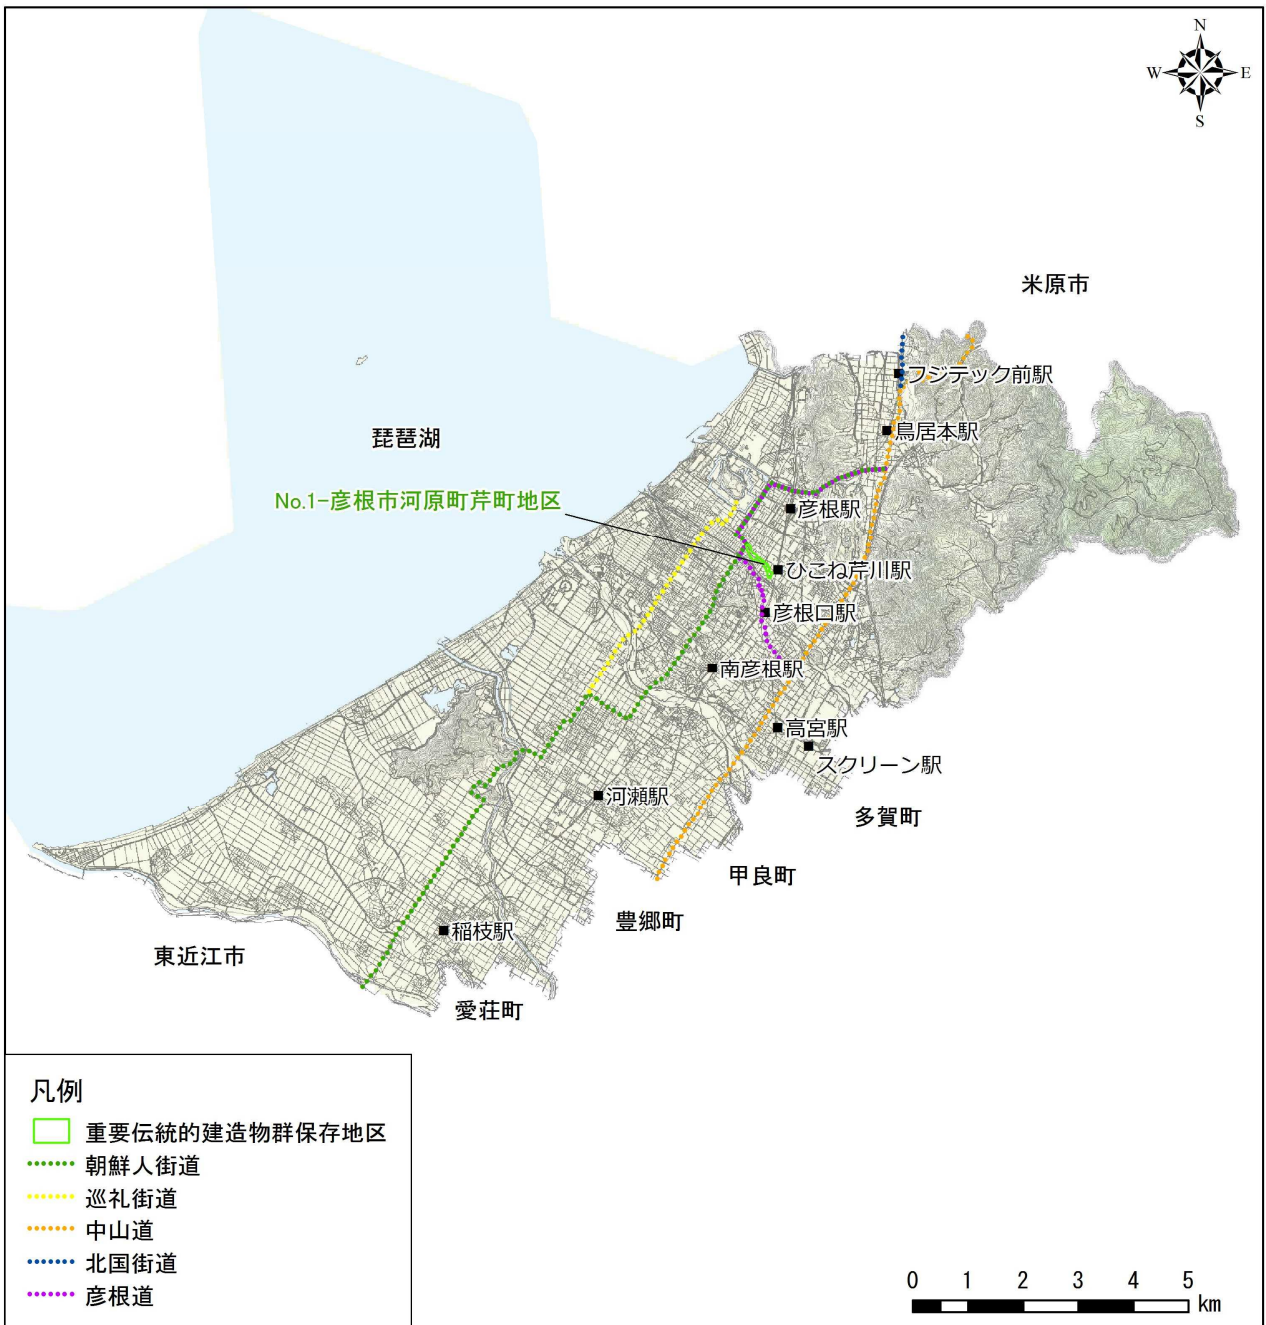 N
W E
S
米原市
フジテック前駅
鳥居本駅
琵琶湖
No.1-彦根市河原町芹町地区
彦根駅
ひこね芹川駅
彦根口駅
南彦根駅
高宮駅
スクリーン駅
河瀬駅
多賀町
甲良町
豊郷町
稲枝駅
東近江市
愛荘町
凡例
重要伝統的建造物群保存地区
朝鮮人街道
巡礼街道
中山道
北国街道
彦根道
0 1 2 3 4 5
km